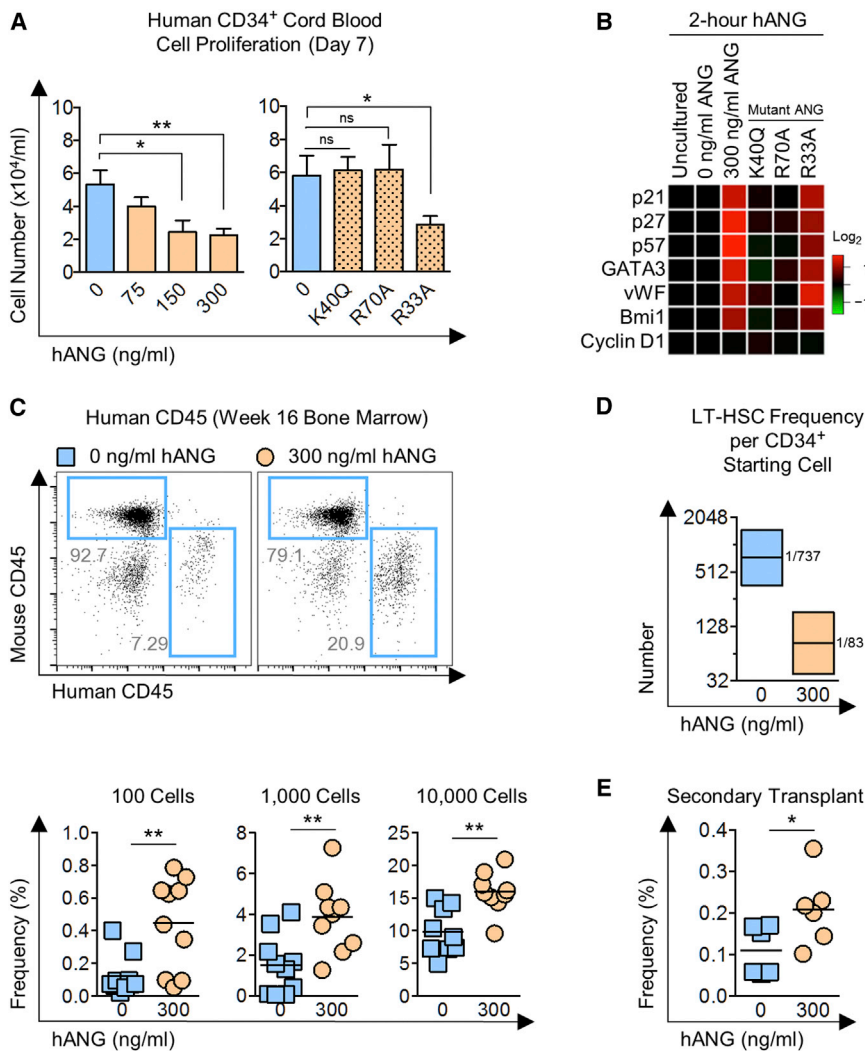 A
Human CD34+ Cord Blood
Cell Proliferation (Day 7)
Cell Number (x10⁴/ml)
10
8
6
4
2
0
**
*
0
75
150
300
10
8
6
4
2
0
*
ns
ns
0
K40Q
R70A
R33A
hANG (ng/ml)
B
2-hour hANG
Uncultured
0 ng/ml ANG
300 ng/ml ANG
Mutant ANG
K40Q
R70A
R33A
p21
p27
p57
GATA3
vWF
Bmi1
Cyclin D1
Log₂
C
Human CD45 (Week 16 Bone Marrow)
0 ng/ml hANG
300 ng/ml hANG
Mouse CD45
92.7
7.29
79.1
20.9
Human CD45
D
LT-HSC Frequency
per CD34+
Starting Cell
Number
2048
512
128
32
1/737
1/83
0
300
hANG (ng/ml)
100 Cells
1,000 Cells
10,000 Cells
Frequency (%)
1.0
0.8
0.6
0.4
0.2
0.0
**
0
300
8
6
4
2
0
**
0
300
25
20
15
10
5
0
**
0
300
hANG (ng/ml)
E
Secondary Transplant
Frequency (%)
0.4
0.3
0.2
0.1
0.0
*
0
300
hANG (ng/ml)